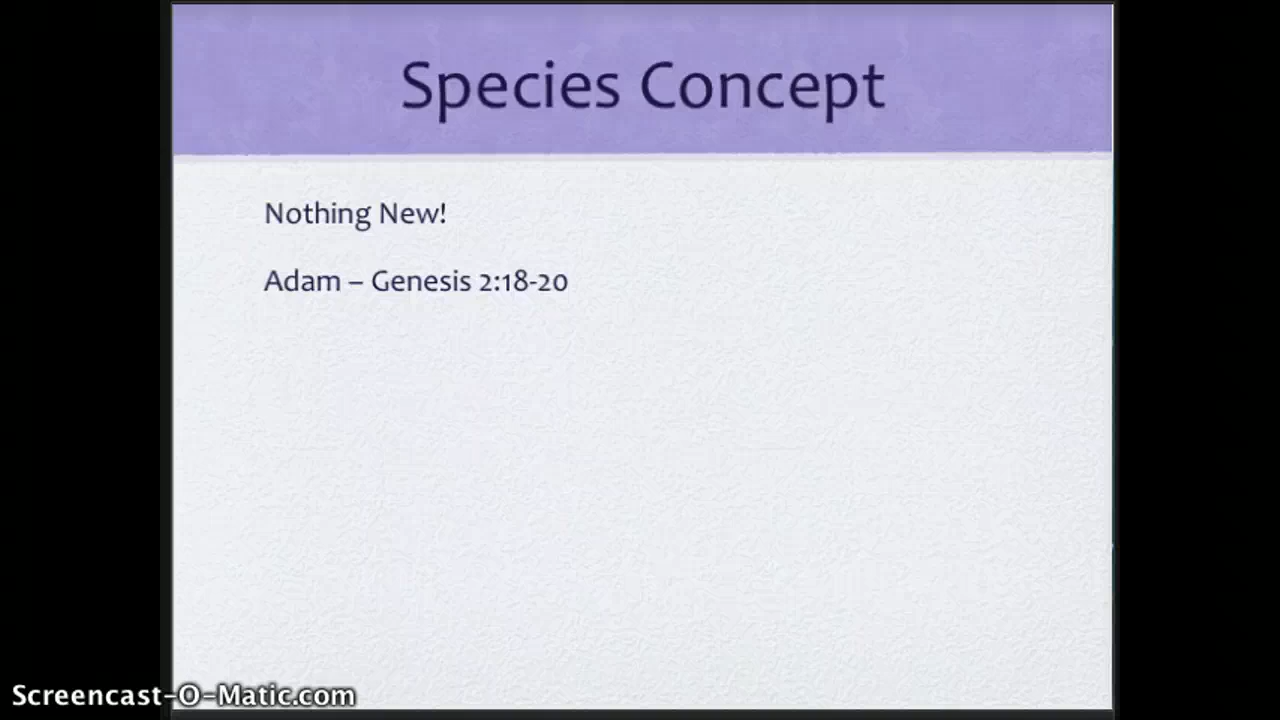 Species Concept
Nothing New!
Adam – Genesis 2:18-20
Screencast-O-Matic.com